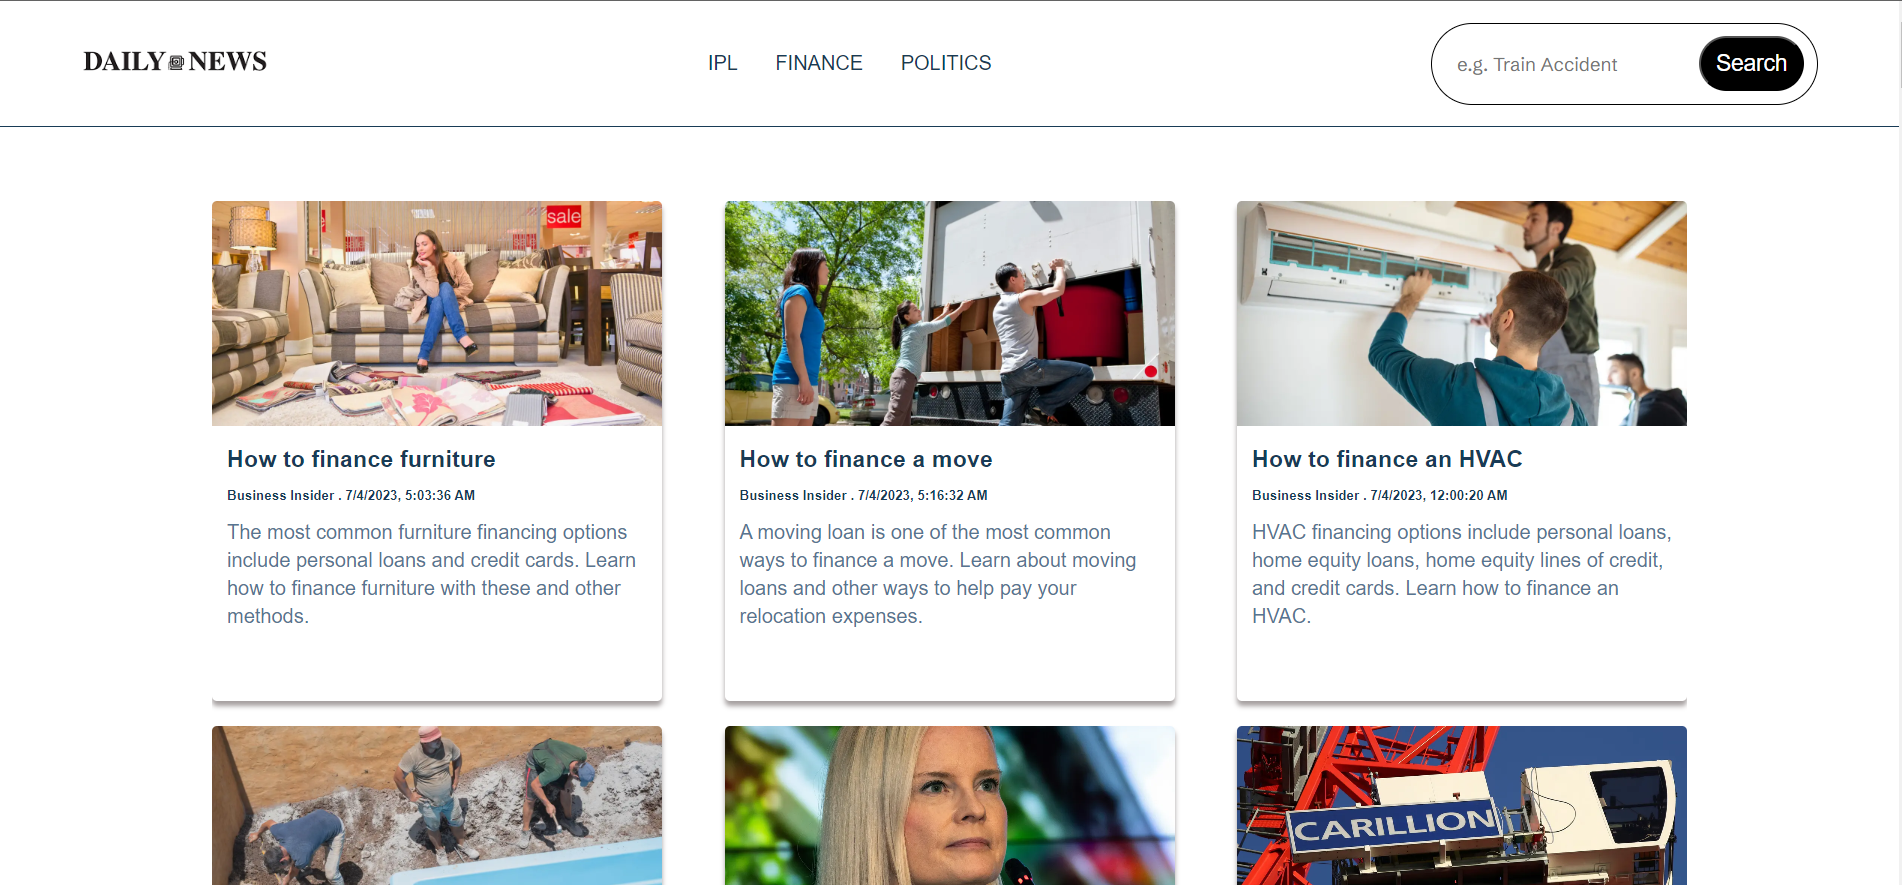 DAILY NEWS
IPL FINANCE POLITICS
e.g. Train Accident Search
sale
How to finance furniture
Business Insider . 7/4/2023, 5:03:36 AM
The most common furniture financing options
include personal loans and credit cards. Learn
how to finance furniture with these and other
methods.
How to finance a move
Business Insider . 7/4/2023, 5:16:32 AM
A moving loan is one of the most common
ways to finance a move. Learn about moving
loans and other ways to help pay your
relocation expenses.
How to finance an HVAC
Business Insider . 7/4/2023, 12:00:20 AM
HVAC financing options include personal loans,
home equity loans, home equity lines of credit,
and credit cards. Learn how to finance an
HVAC.
CARILLION